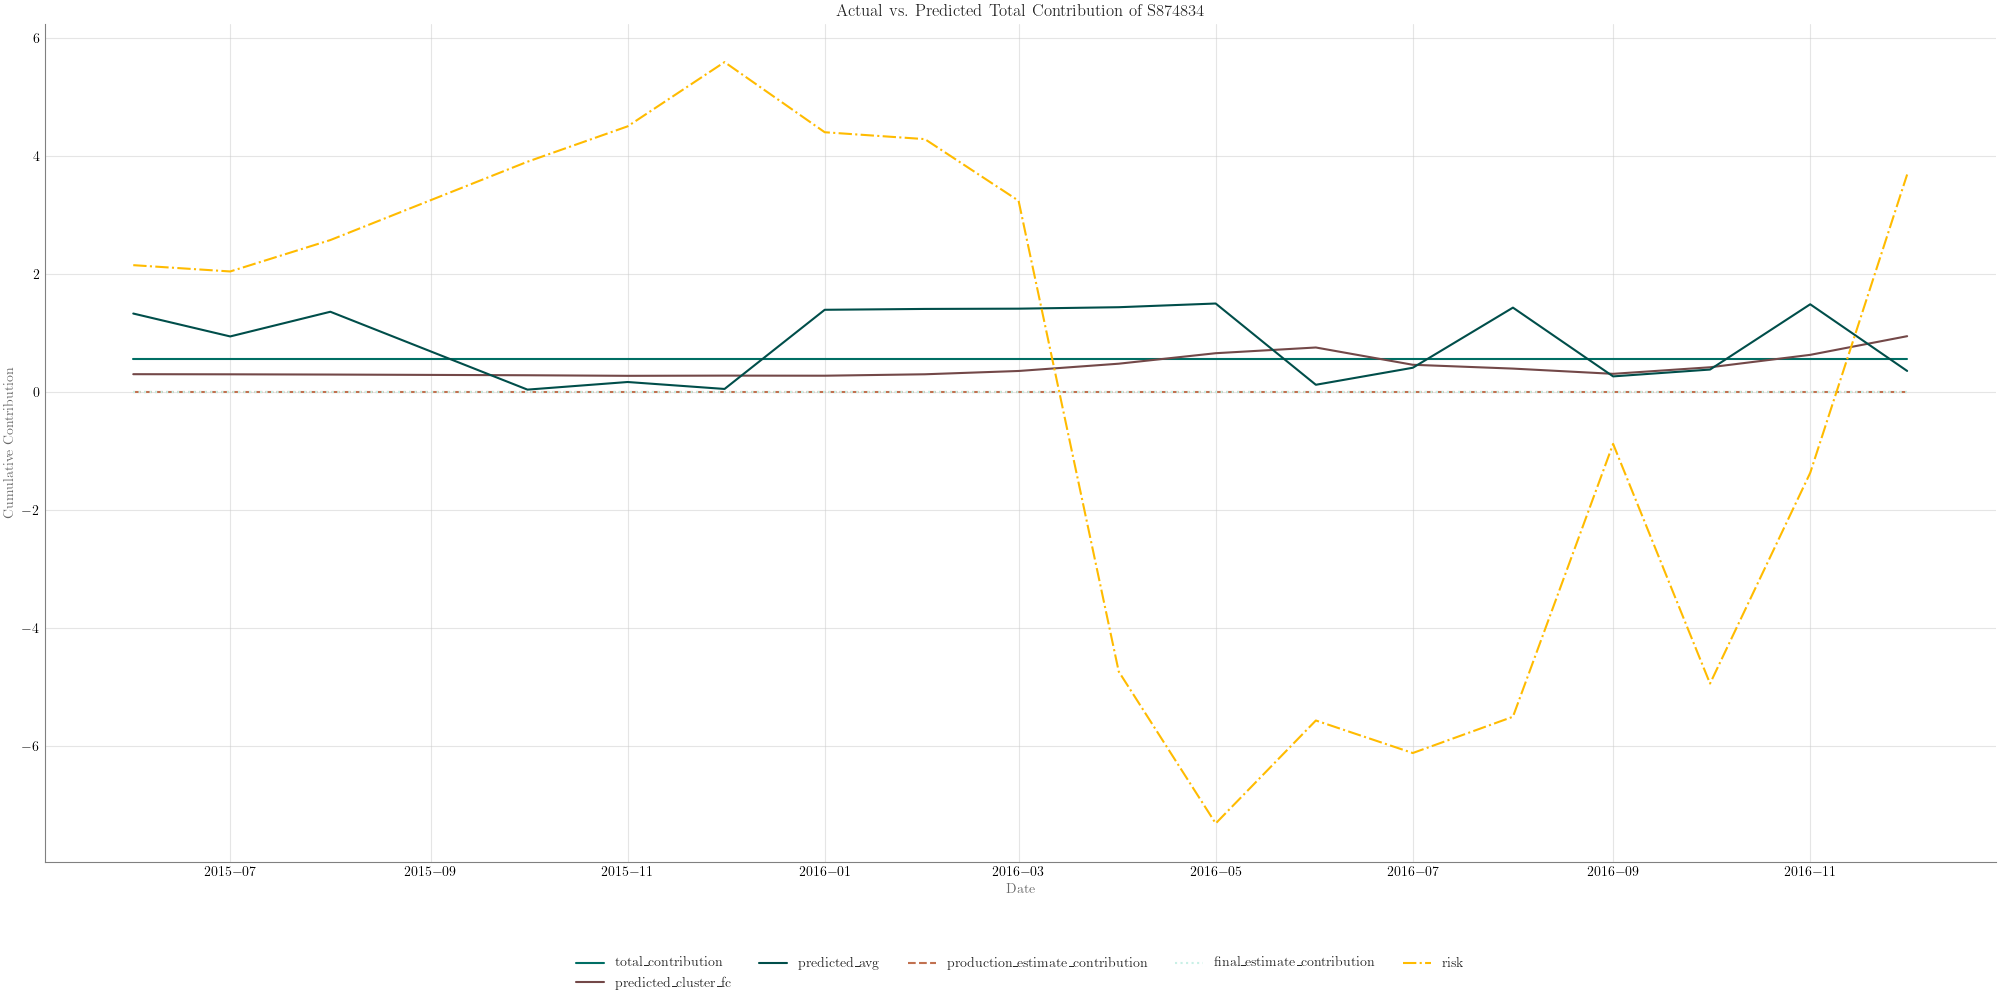 Actual vs. Predicted Total Contribution of S874834
6
4
2
0
−2
−4
−6
Cumulative Contribution
2015−07 2015−09 2015−11 2016−01 2016−03 2016−05 2016−07 2016−09 2016−11
Date
total_contribution predicted_avg production_estimate_contribution final_estimate_contribution risk
predicted_cluster_fc